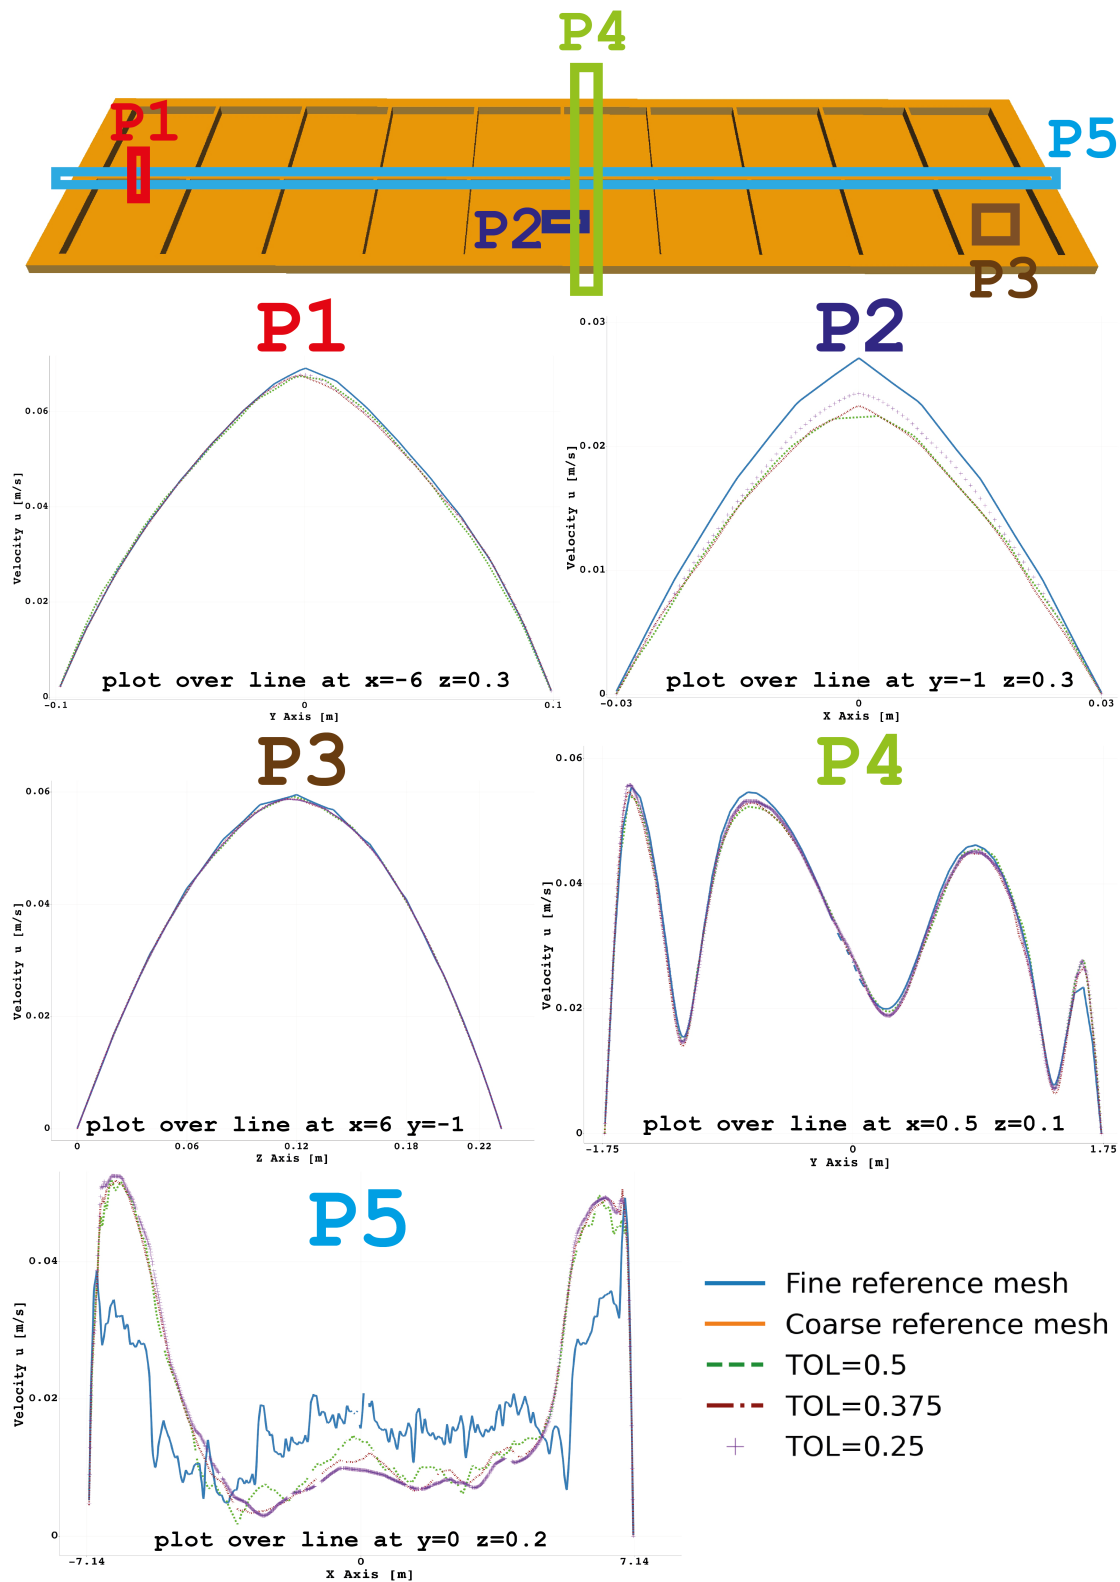 P4
P1
P5
P2
P3
P1
0.06
0.04
0.02
0
Velocity u [m/s]
plot over line at x=-6 z=0.3
-0.1
0
0.1
Y Axis [m]
P2
0.03
0.02
0.01
0
Velocity u [m/s]
plot over line at y=-1 z=0.3
-0.03
0
0.03
X Axis [m]
P3
0.06
0.04
0.02
0
Velocity u [m/s]
plot over line at x=6 y=-1
0
0.06
0.12
0.18
0.22
Z Axis [m]
P4
0.06
0.04
0.02
0
Velocity u [m/s]
plot over line at x=0.5 z=0.1
-1.75
0
1.75
Y Axis [m]
P5
0.04
0.02
0
Velocity u [m/s]
plot over line at y=0 z=0.2
-7.14
0
7.14
X Axis [m]
Fine reference mesh
Coarse reference mesh
TOL=0.5
TOL=0.375
TOL=0.25